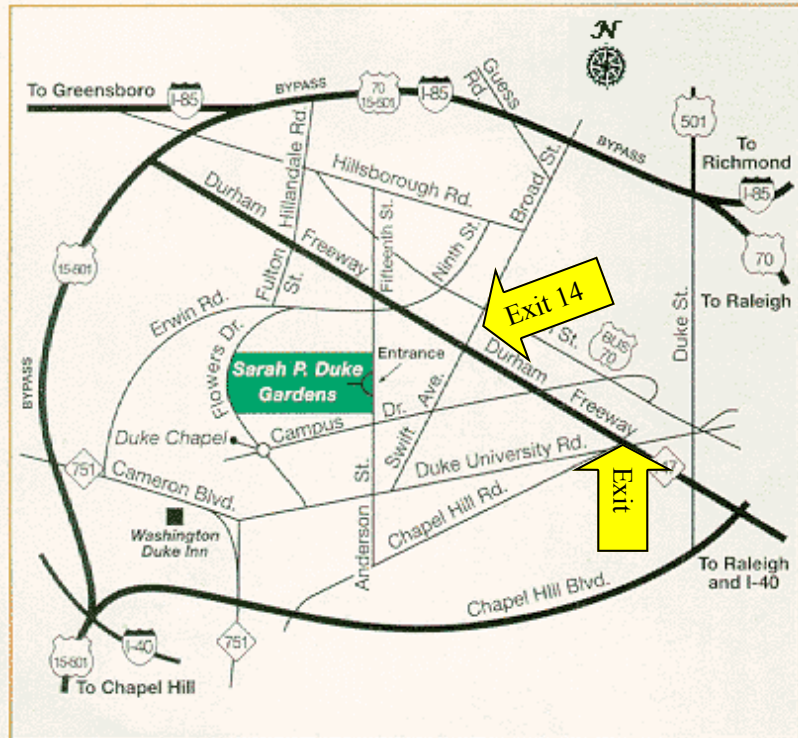 N
To Greensboro
I-85
BYPASS
70
15-501
I-85
Guess
Rd.
501
BYPASS
To
Richmond
I-85
70
To Raleigh
Hillandale Rd.
Hillsborough Rd.
Broad St.
Durham
Freeway
Fifteenth St.
Ninth St.
Fulton
St.
15-501
Erwin Rd.
Exit 14
St.
BUS
70
Duke St.
Flowers Dr.
Sarah P. Duke
Gardens
Entrance
Durham
Freeway
BYPASS
Duke Chapel
Campus
Dr.
Swift Ave.
Duke University Rd.
751
Cameron Blvd.
Washington
Duke Inn
Anderson St.
Chapel Hill Rd.
Exit
To Raleigh
and I-40
Chapel Hill Blvd.
751
I-40
15-501
To Chapel Hill